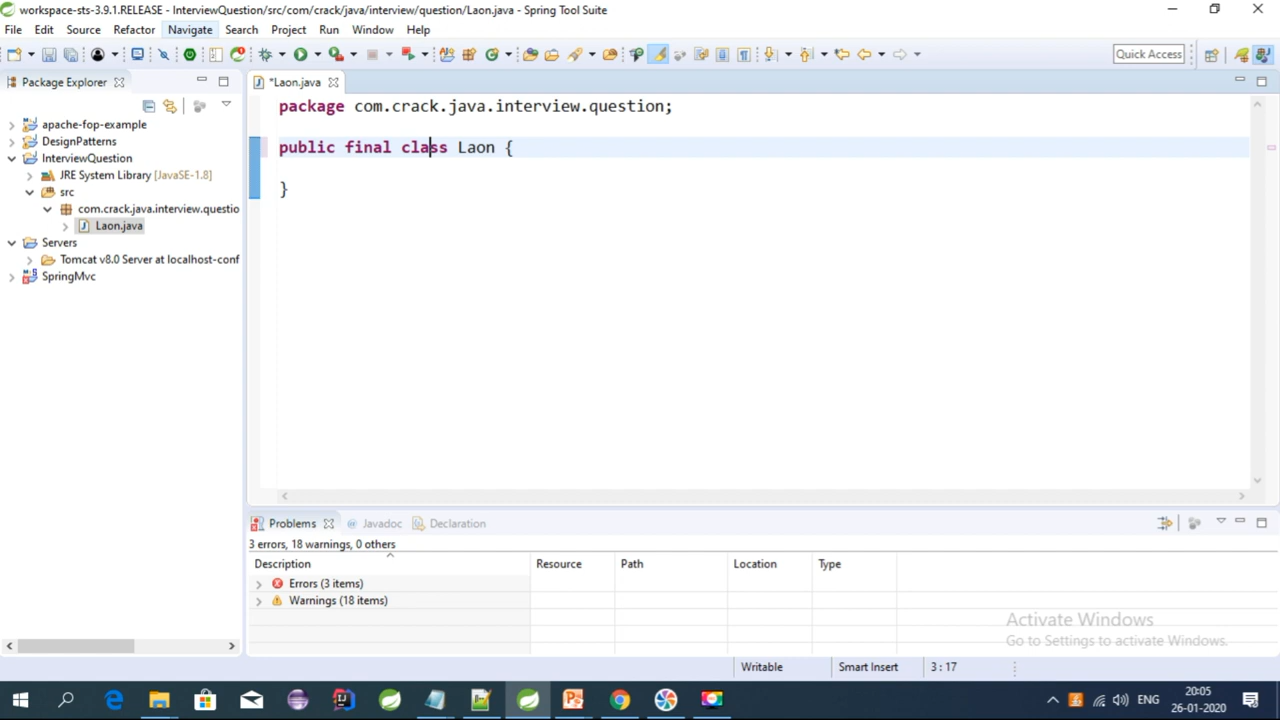 workspace-sts-3.9.1.RELEASE - InterviewQuestion/src/com/crack/java/interview/question/Laon.java - Spring Tool Suite
File Edit Source Refactor Navigate Search Project Run Window Help
Quick Access
Package Explorer
*Laon.java
apache-fop-example
DesignPatterns
InterviewQuestion
JRE System Library [JavaSE-1.8]
src
com.crack.java.interview.questio
Laon.java
Servers
Tomcat v8.0 Server at localhost-conf
SpringMvc
package com.crack.java.interview.question;
public final class Laon {
}
Problems Javadoc Declaration
3 errors, 18 warnings, 0 others
Description Resource Path Location Type
Errors (3 items)
Warnings (18 items)
Activate Windows
Go to Settings to activate Windows.
Writable Smart Insert 3 : 17
ENG
20:05
26-01-2020